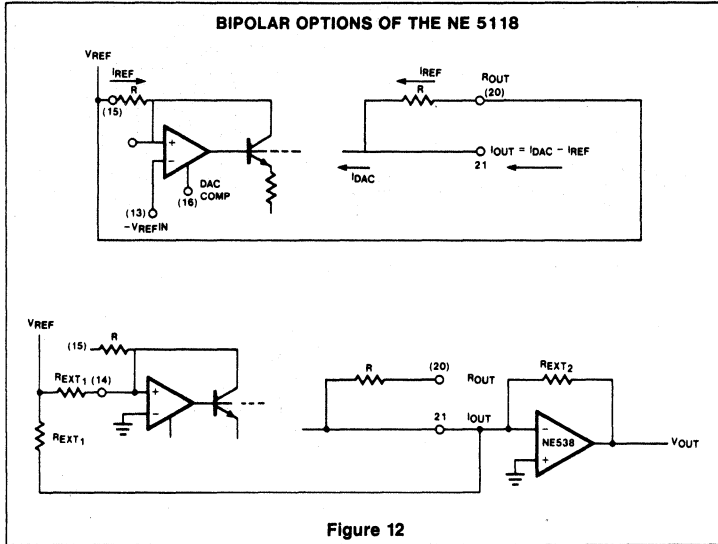 BIPOLAR OPTIONS OF THE NE 5118
VREF
IREF
R
(15)
+
−
DAC
COMP
(16)
(13)
−VREFIN
IREF
R
ROUT
(20)
IOUT = IDAC − IREF
21
IDAC
VREF
(15)
R
REXT1
(14)
+
−
REXT1
R
(20)
ROUT
21
IOUT
REXT2
−
NE538
+
VOUT
Figure 12